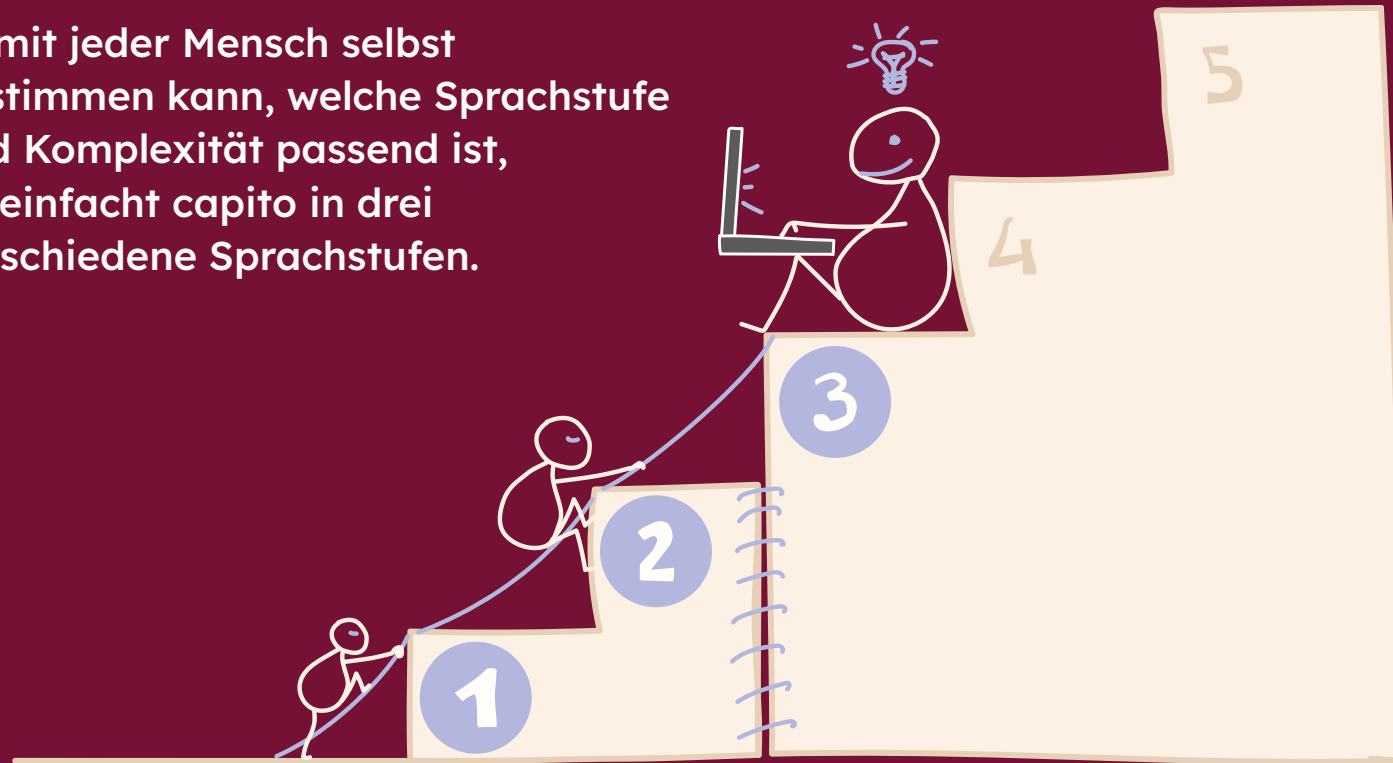 mit jeder Mensch selbst
stimmen kann, welche Sprachstufe
d Komplexität passend ist,
einfacht capito in drei
schiedene Sprachstufen.
5
4
3
2
1